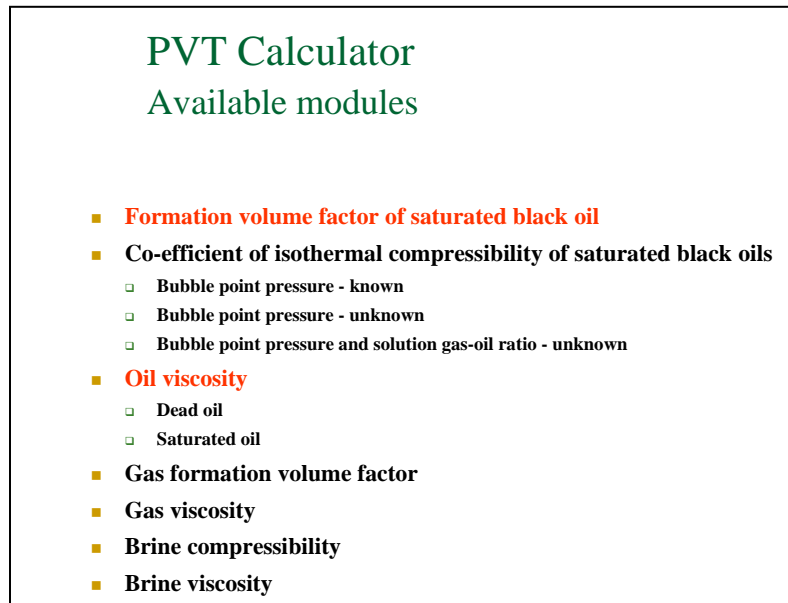 PVT Calculator
Available modules
Formation volume factor of saturated black oil
Co-efficient of isothermal compressibility of saturated black oils
Bubble point pressure - known
Bubble point pressure - unknown
Bubble point pressure and solution gas-oil ratio - unknown
Oil viscosity
Dead oil
Saturated oil
Gas formation volume factor
Gas viscosity
Brine compressibility
Brine viscosity